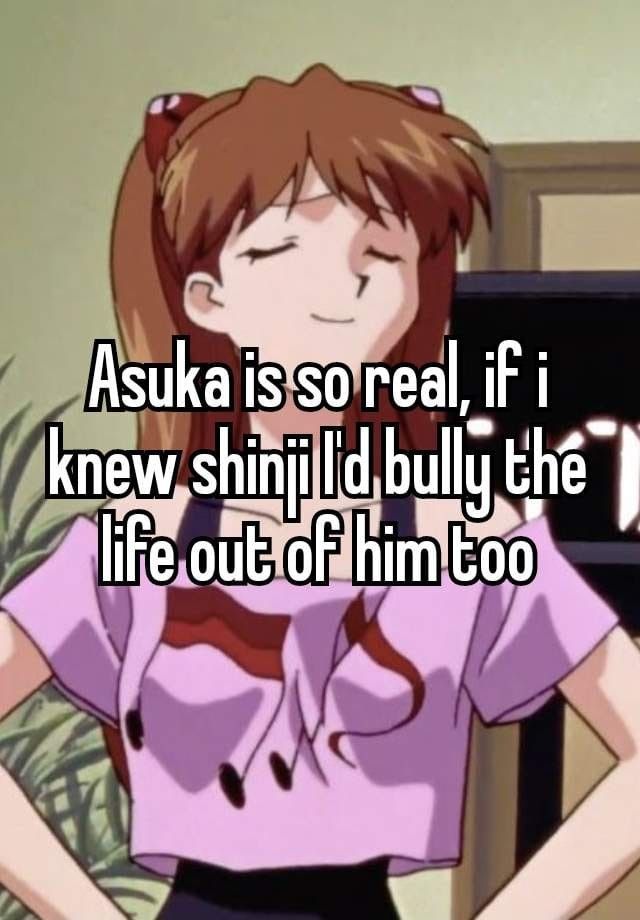 Asuka is so real, if i
knew shinji I'd bully the
life out of him too